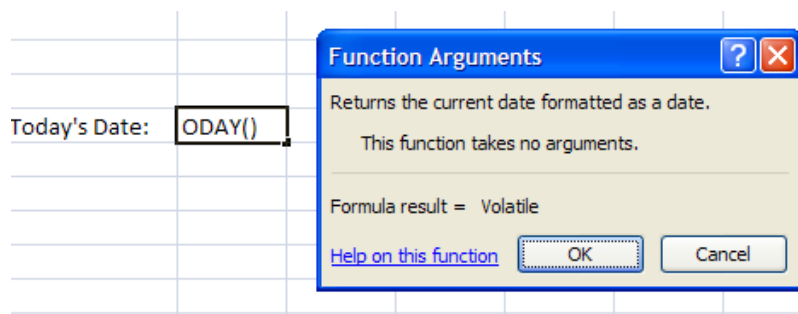 Today's Date:
ODAY()
Function Arguments
Returns the current date formatted as a date.
This function takes no arguments.
Formula result = Volatile
Help on this function
OK
Cancel